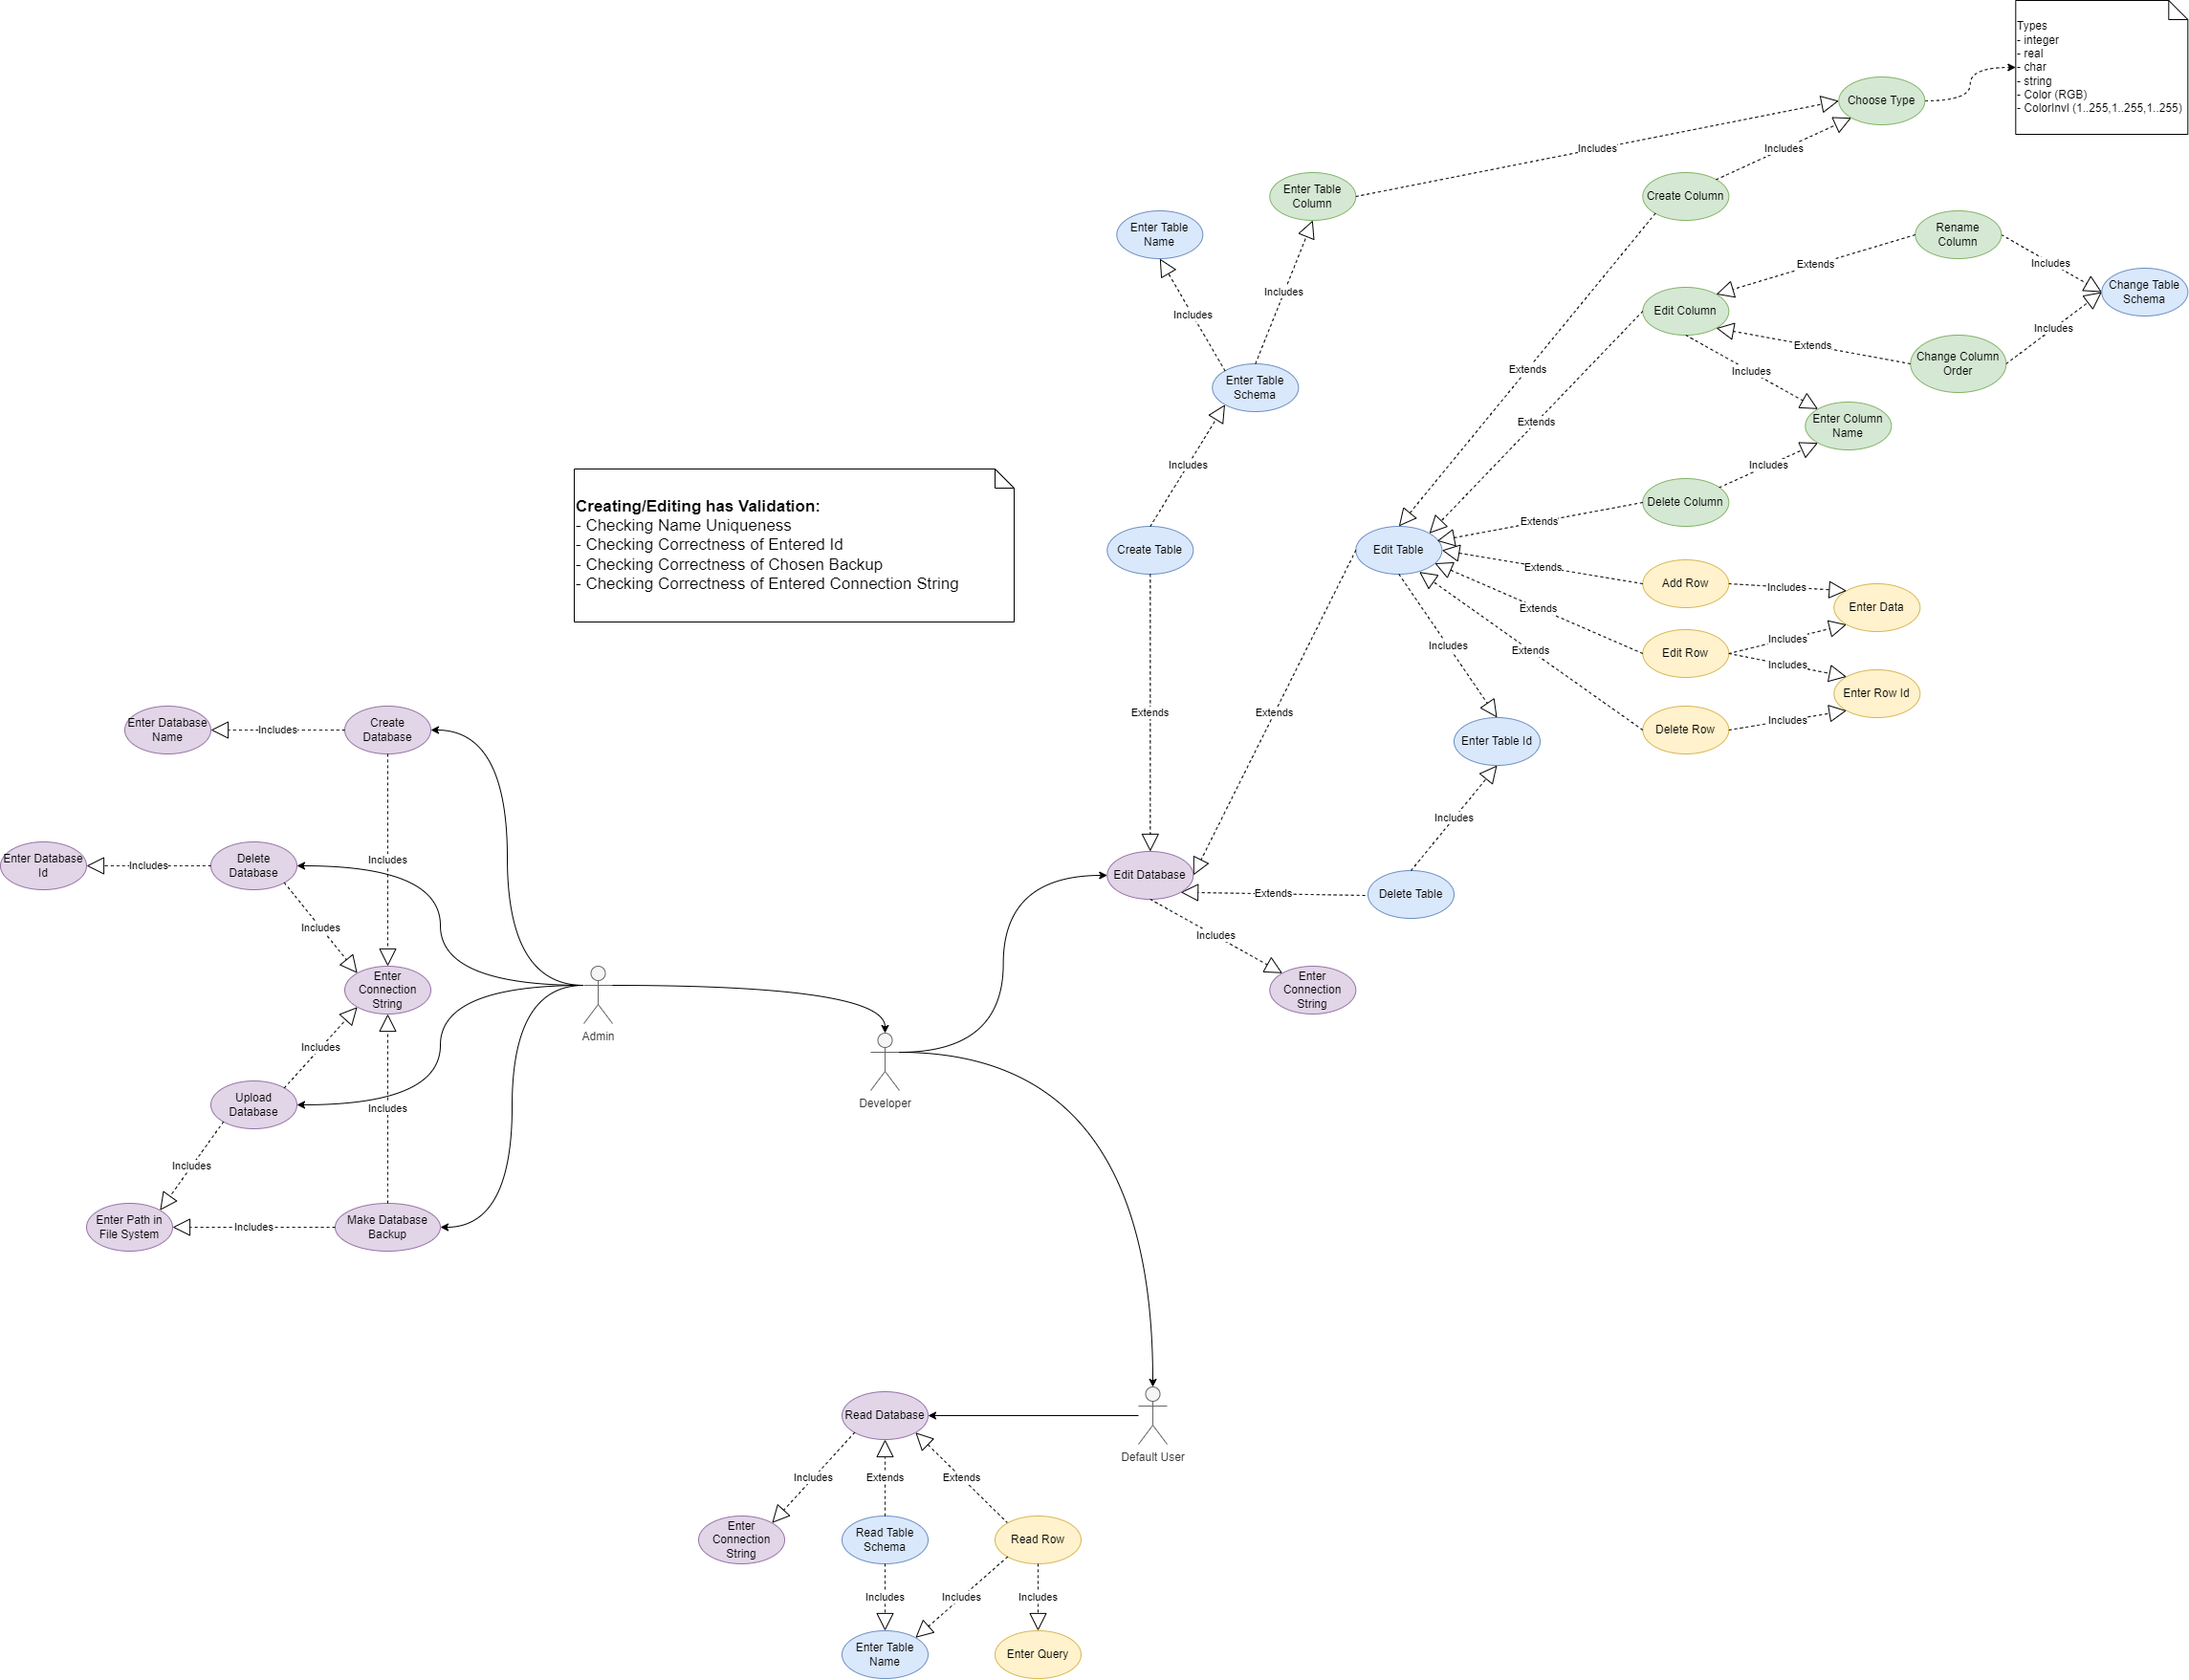 Types
- integer
- real
- char
- string
- Color (RGB)
- ColorInvl (1..255,1..255,1..255)
Choose Type
Includes
Includes
Enter Table
Column
Create Column
Enter Table
Name
Rename
Column
Extends
Includes
Change Table
Schema
Includes
Includes
Edit Column
Includes
Extends
Change Column
Order
Enter Table
Schema
Extends
Includes
Extends
Enter Column
Name
Includes
Includes
Delete Column
Extends
Creating/Editing has Validation:
- Checking Name Uniqueness
- Checking Correctness of Entered Id
- Checking Correctness of Chosen Backup
- Checking Correctness of Entered Connection String
Create Table
Edit Table
Extends
Add Row
Includes
Enter Data
Extends
Includes
Edit Row
Includes
Extends
Includes
Enter Row Id
Includes
Delete Row
Extends
Extends
Enter Table Id
Enter Database
Name
Includes
Create
Database
Includes
Enter Database
Id
Includes
Delete
Database
Includes
Includes
Edit Database
Extends
Delete Table
Includes
Includes
Enter
Connection
String
Enter
Connection
String
Admin
Includes
Upload
Database
Includes
Developer
Includes
Enter Path in
File System
Includes
Make Database
Backup
Read Database
Default User
Includes
Extends
Extends
Enter
Connection
String
Read Table
Schema
Read Row
Includes
Includes
Includes
Enter Table
Name
Enter Query